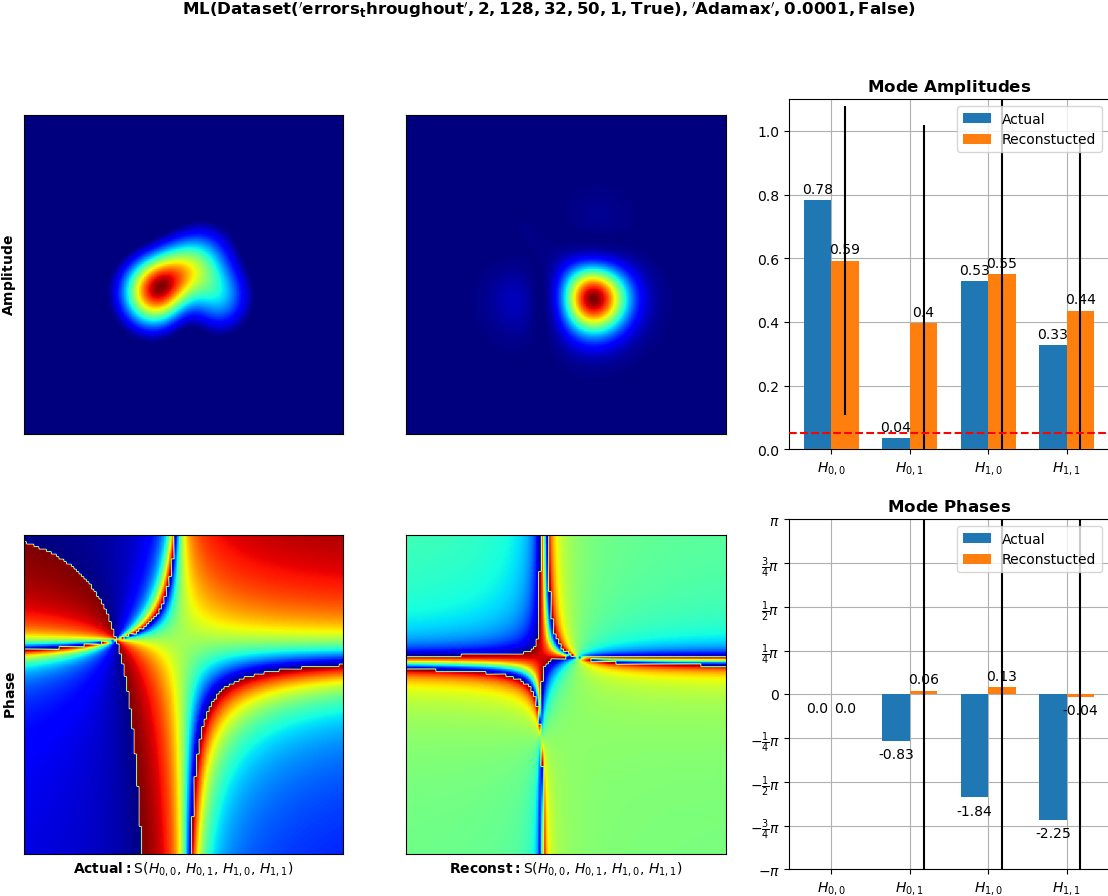 ML(Dataset('errors_throughout', 2, 128, 32, 50, 1, True), 'Adamax', 0.0001, False)
Amplitude
Mode Amplitudes
Actual
Reconstucted
1.0
0.8
0.6
0.4
0.2
0.0
0.78
0.59
0.04
0.4
0.53
0.55
0.33
0.44
H0,0
H0,1
H1,0
H1,1
Phase
Actual: S(H0,0, H0,1, H1,0, H1,1)
Reconst: S(H0,0, H0,1, H1,0, H1,1)
Mode Phases
Actual
Reconstucted
π
3/4π
1/2π
1/4π
0
−1/4π
−1/2π
−3/4π
−π
0.0
0.0
-0.83
0.06
-1.84
0.13
-2.25
-0.04
H0,0
H0,1
H1,0
H1,1